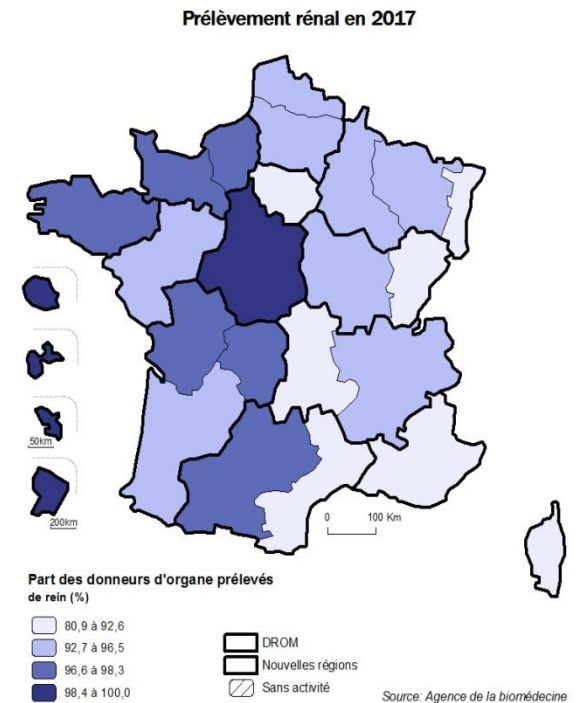 Prélèvement rénal en 2017
50km
200km
0 100 Km
Part des donneurs d'organe prélevés
de rein (%)
80,9 à 92,6
92,7 à 96,5
96,6 à 98,3
98,4 à 100,0
DROM
Nouvelles régions
Sans activité
Source: Agence de la biomédecine